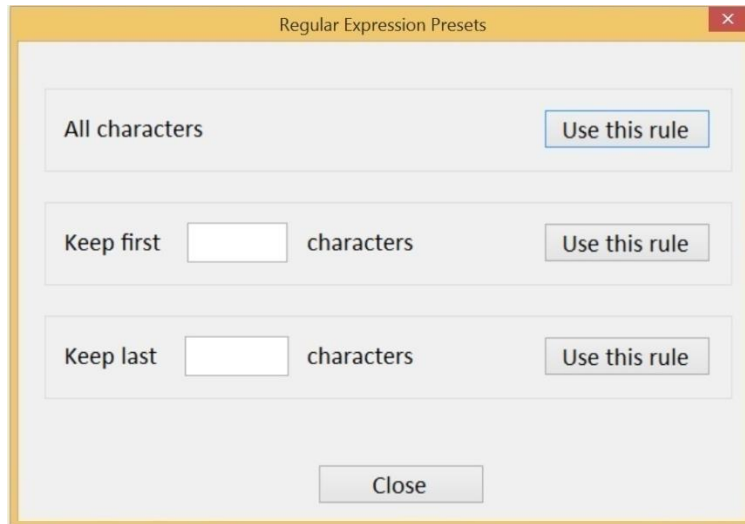 Regular Expression Presets
All characters Use this rule
Keep first characters Use this rule
Keep last characters Use this rule
Close